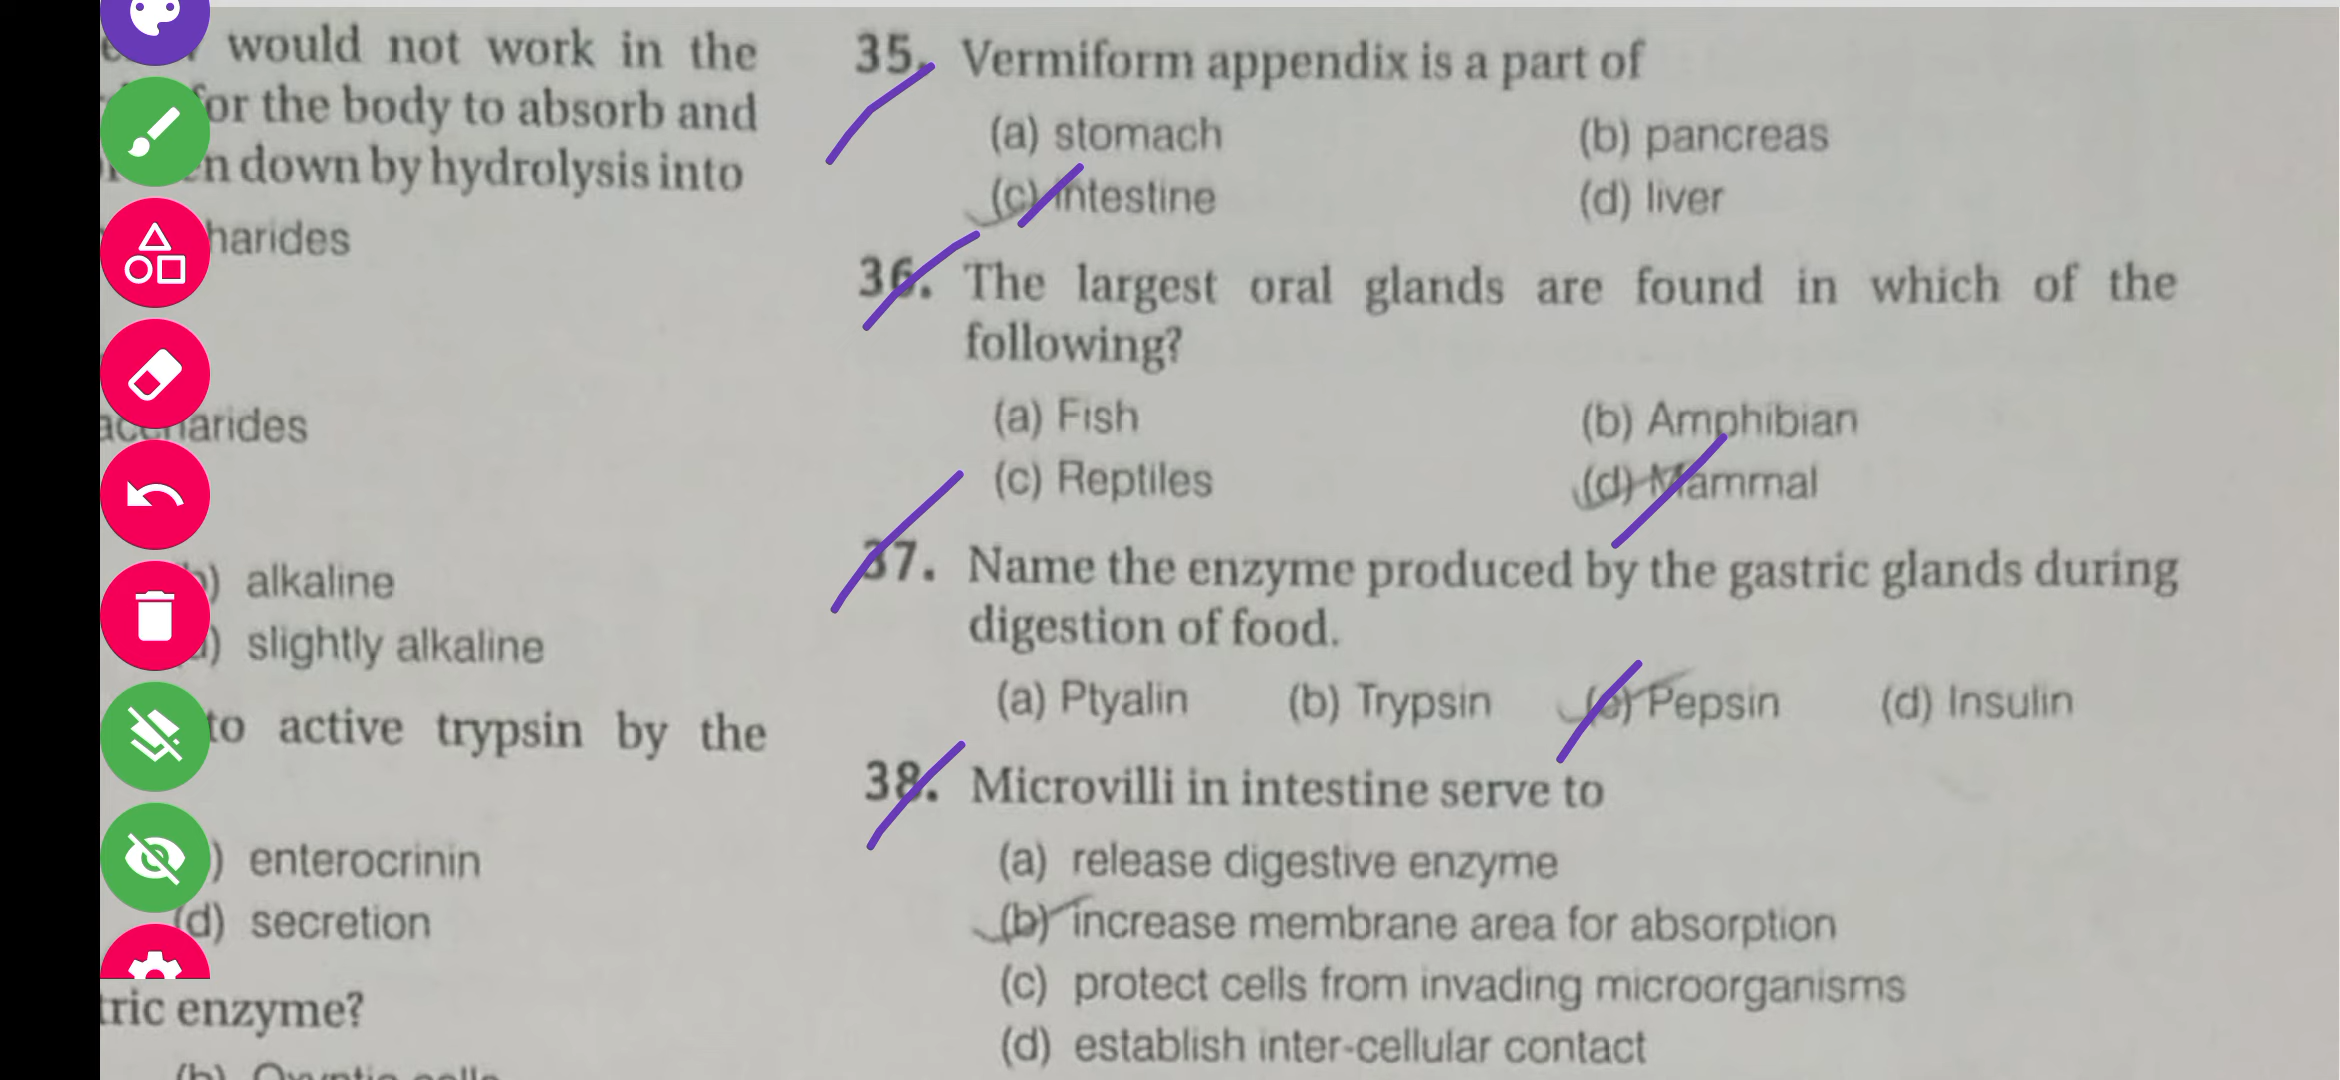 would not work in the
for the body to absorb and
n down by hydrolysis into
harides
arides
alkaline
slightly alkaline
to active trypsin by the
enterocrinin
(d) secretion
tric enzyme?
(b) Oxyntic cells
35. Vermiform appendix is a part of
(a) stomach (b) pancreas
(c) intestine (d) liver
36. The largest oral glands are found in which of the
following?
(a) Fish (b) Amphibian
(c) Reptiles (d) Mammal
37. Name the enzyme produced by the gastric glands during
digestion of food.
(a) Ptyalin (b) Trypsin (c) Pepsin (d) Insulin
38. Microvilli in intestine serve to
(a) release digestive enzyme
(b) increase membrane area for absorption
(c) protect cells from invading microorganisms
(d) establish inter-cellular contact